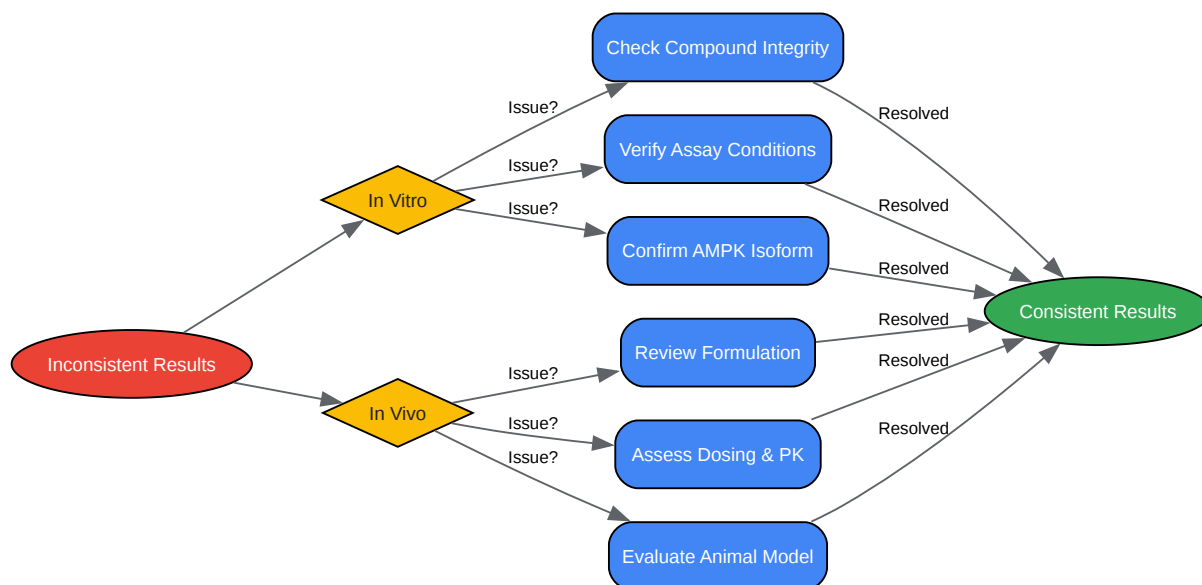 Check Compound Integrity
Issue?
Resolved
Verify Assay Conditions
Issue?
In Vitro
Resolved
Issue?
Confirm AMPK Isoform
Resolved
Consistent Results
Resolved
Review Formulation
Inconsistent Results
Resolved
Issue?
In Vivo
Issue?
Resolved
Assess Dosing & PK
Issue?
Evaluate Animal Model